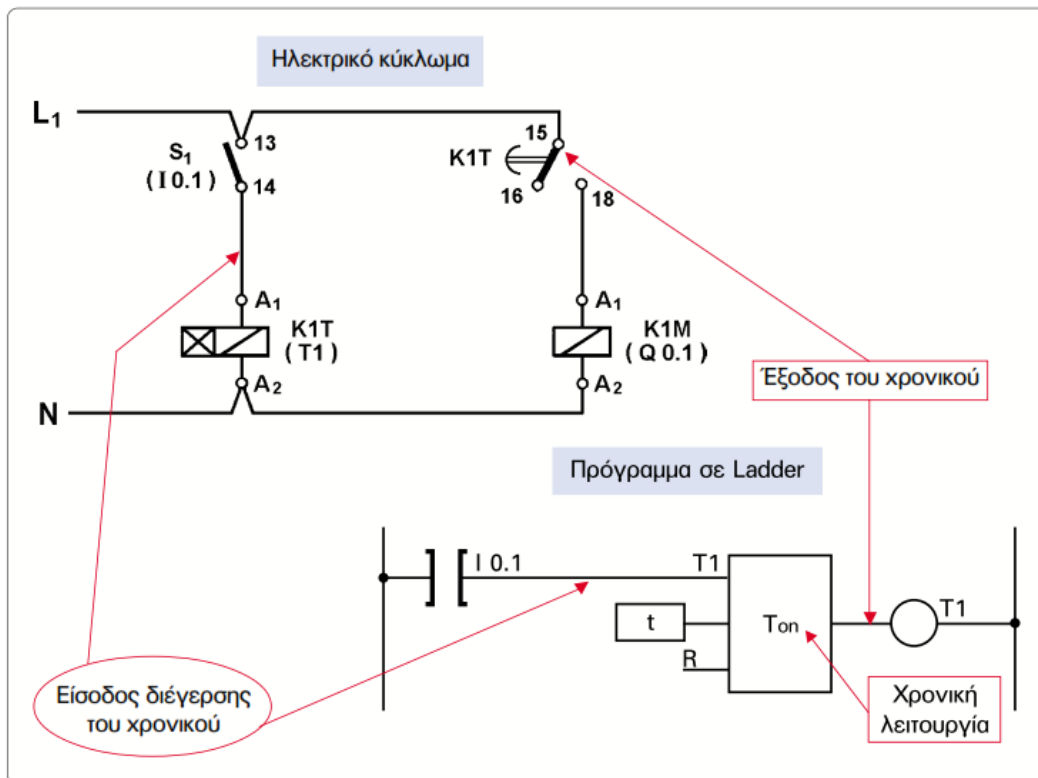 Ηλεκτρικό κύκλωμα
L1
13
S1
( I 0.1 )
14
15
K1T
16
18
A1
K1T
( T1 )
A2
A1
K1M
( Q 0.1 )
A2
N
Έξοδος του χρονικού
Πρόγραμμα σε Ladder
I 0.1
T1
t
R
Ton
T1
Είσοδος διέγερσης
του χρονικού
Χρονική
λειτουργία